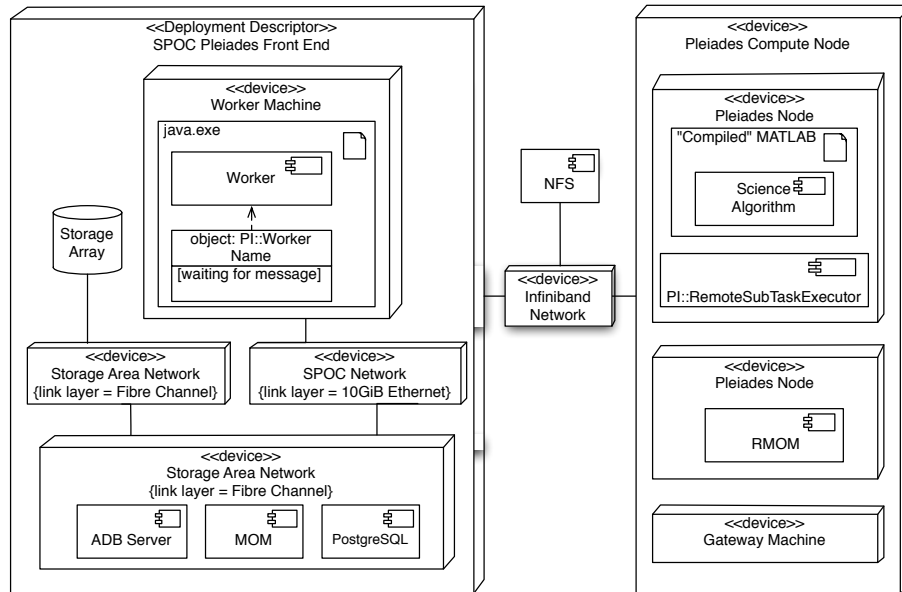 <<Deployment Descriptor>>
SPOC Pleiades Front End
<<device>>
Worker Machine
java.exe
Worker
object: PI::Worker
Name
[waiting for message]
Storage
Array
<<device>>
Storage Area Network
{link layer = Fibre Channel}
<<device>>
SPOC Network
{link layer = 10GiB Ethernet}
<<device>>
Storage Area Network
{link layer = Fibre Channel}
ADB Server
MOM
PostgreSQL
NFS
<<device>>
Infiniband
Network
<<device>>
Pleiades Compute Node
<<device>>
Pleiades Node
"Compiled" MATLAB
Science
Algorithm
PI::RemoteSubTaskExecutor
<<device>>
Pleiades Node
RMOM
<<device>>
Gateway Machine